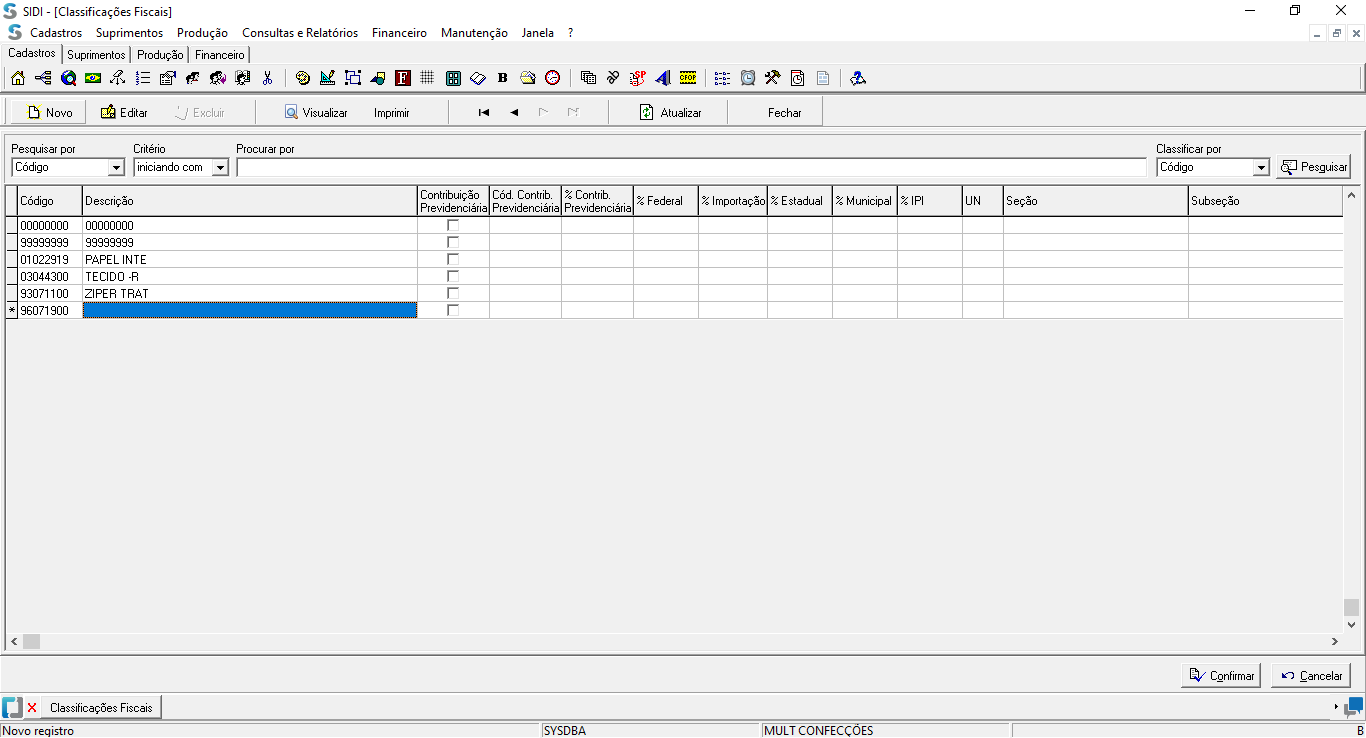 SIDI - [Classificações Fiscais]
Cadastros Suprimentos Produção Consultas e Relatórios Financeiro Manutenção Janela ?
Cadastros Suprimentos Produção Financeiro
F B SP CFOP
Novo Editar Excluir Visualizar Imprimir Atualizar Fechar
Pesquisar por Critério Procurar por Classificar por
Código iniciando com Código Pesquisar
Código Descrição Contribuição Previdenciária Cód. Contrib. Previdenciária % Contrib. Previdenciária % Federal % Importação % Estadual % Municipal % IPI UN Seção Subseção
00000000 00000000
99999999 99999999
01022919 PAPEL INTE
03044300 TECIDO -R
93071100 ZIPER TRAT
* 96071900
Confirmar Cancelar
Classificações Fiscais
Novo registro SYSDBA MULT CONFECÇÕES B